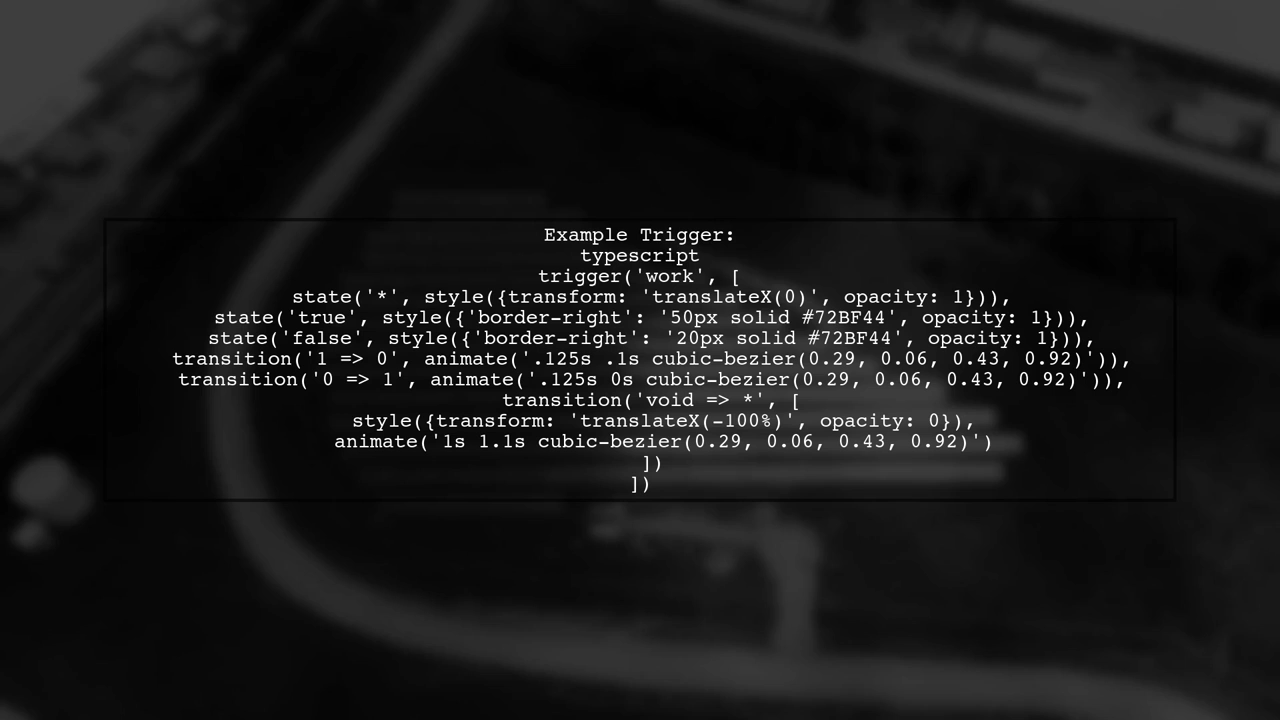 Example Trigger:
typescript
trigger('work', [
state('*', style({transform: 'translateX(0)', opacity: 1})),
state('true', style({'border-right': '50px solid #72BF44', opacity: 1})),
state('false', style({'border-right': '20px solid #72BF44', opacity: 1})),
transition('1 => 0', animate('.125s .1s cubic-bezier(0.29, 0.06, 0.43, 0.92)')),
transition('0 => 1', animate('.125s 0s cubic-bezier(0.29, 0.06, 0.43, 0.92)')),
transition('void => *', [
style({transform: 'translateX(-100%)', opacity: 0}),
animate('1s 1.1s cubic-bezier(0.29, 0.06, 0.43, 0.92)')
])
])